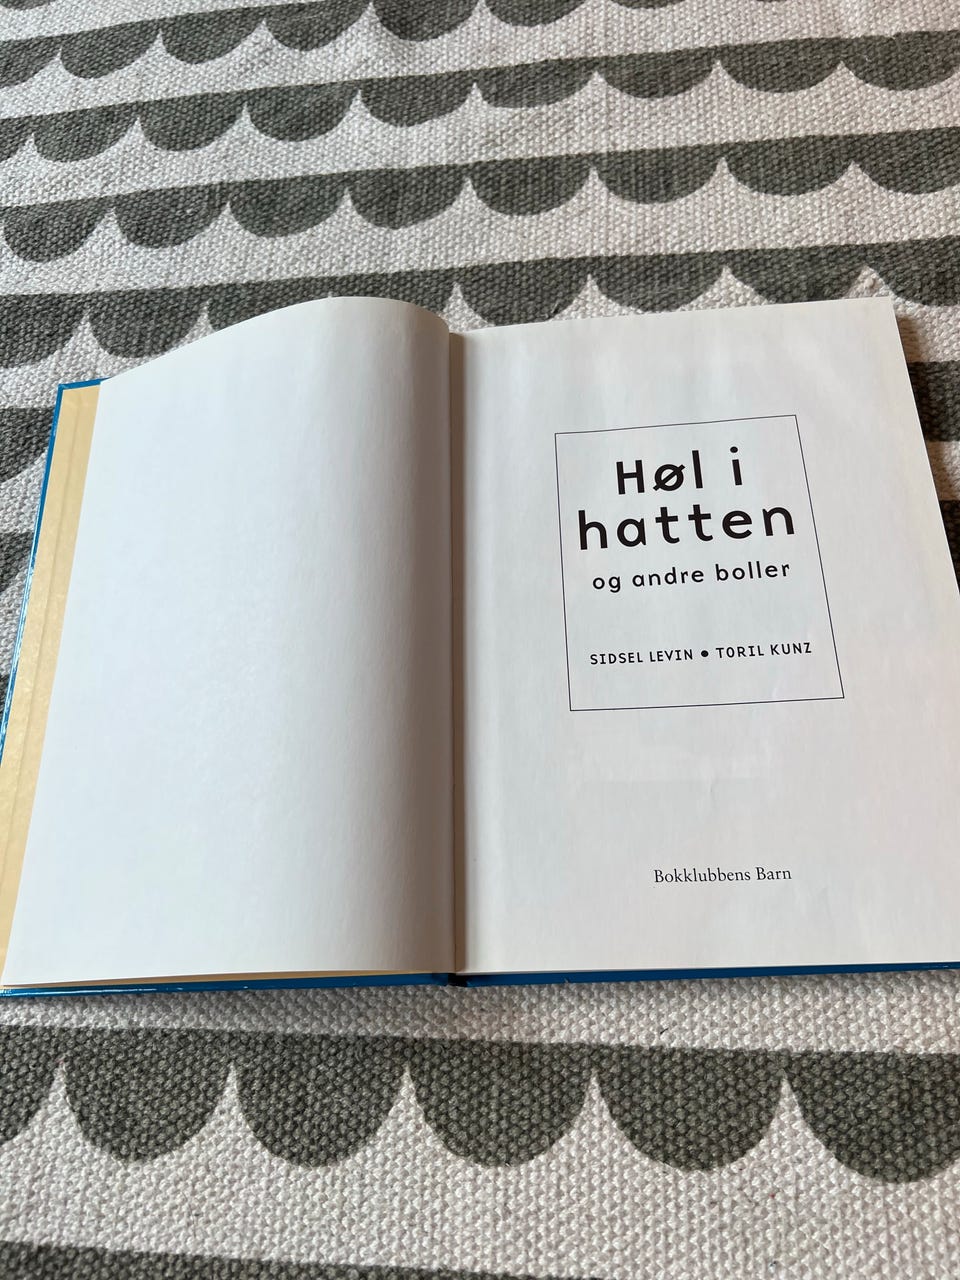 Høl i
hatten
og andre boller
SIDSEL LEVIN • TORIL KUNZ
Bokklubbens Barn